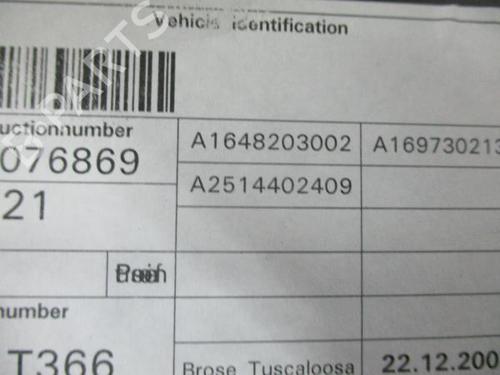 Vehicle identification
uctionnumber
076869
A1648203002
A169730213
21
A2514402409
number
T366
Brose Tuscaloosa
22.12.200